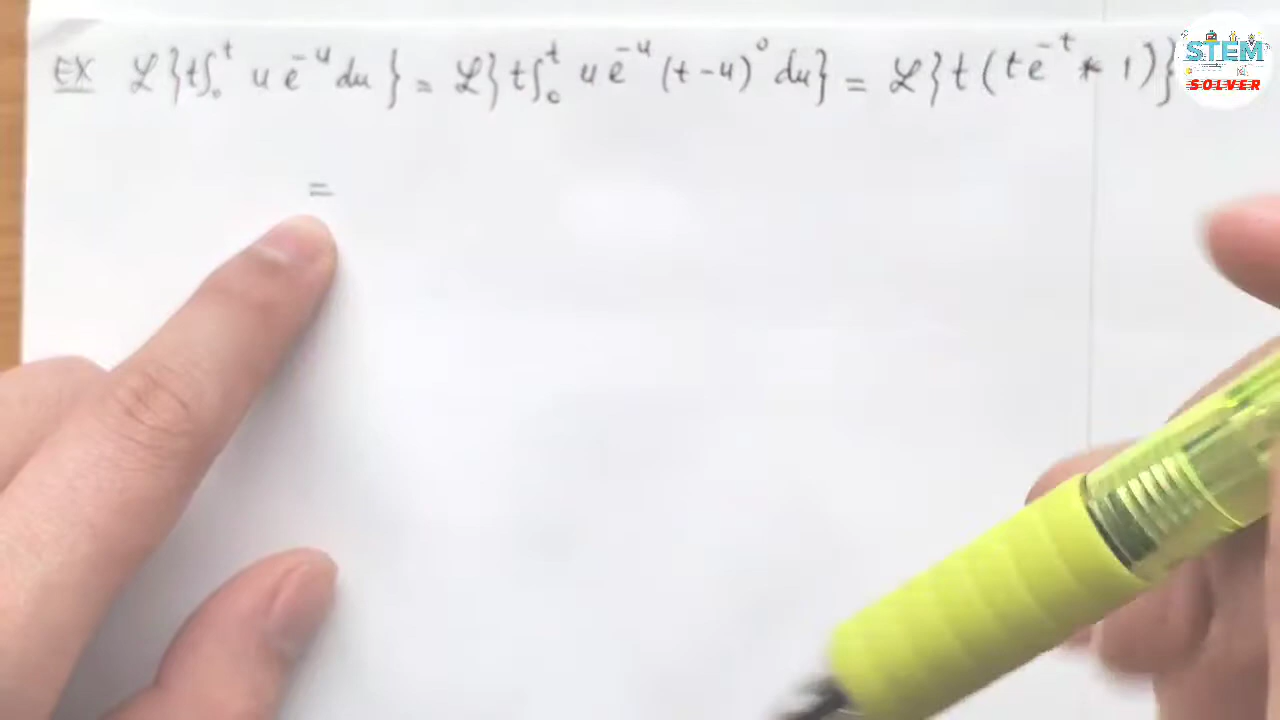 EX ℒ{t∫₀ᵗ u e⁻ᵘ du} = ℒ{t∫₀ᵗ u e⁻ᵘ (t-u)⁰ du} = ℒ{t(te⁻ᵗ * 1)}
=
STEM
SOLVER